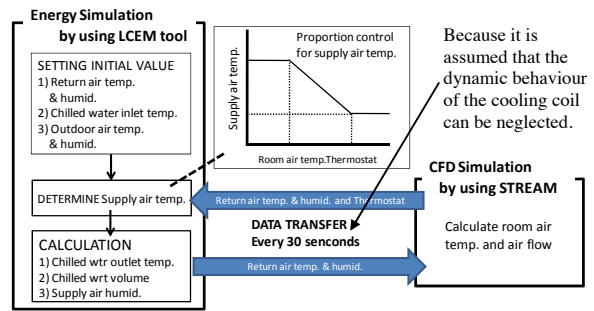 Energy Simulation
by using LCEM tool
SETTING INITIAL VALUE
1) Return air temp.
& humid.
2) Chilled water inlet temp.
3) Outdoor air temp.
& humid.
DETERMINE Supply air temp.
CALCULATION
1) Chilled wtr outlet temp.
2) Chilled wrt volume
3) Supply air humid.
Proportion control
for supply air temp.
Supply air temp.
Room air temp.Thermostat
Because it is
assumed that the
dynamic behaviour
of the cooling coil
can be neglected.
Return air temp. & humid. and Thermostat
DATA TRANSFER
Every 30 senconds
Return air temp. & humid.
CFD Simulation
by using STREAM
Calculate room air
temp. and air flow